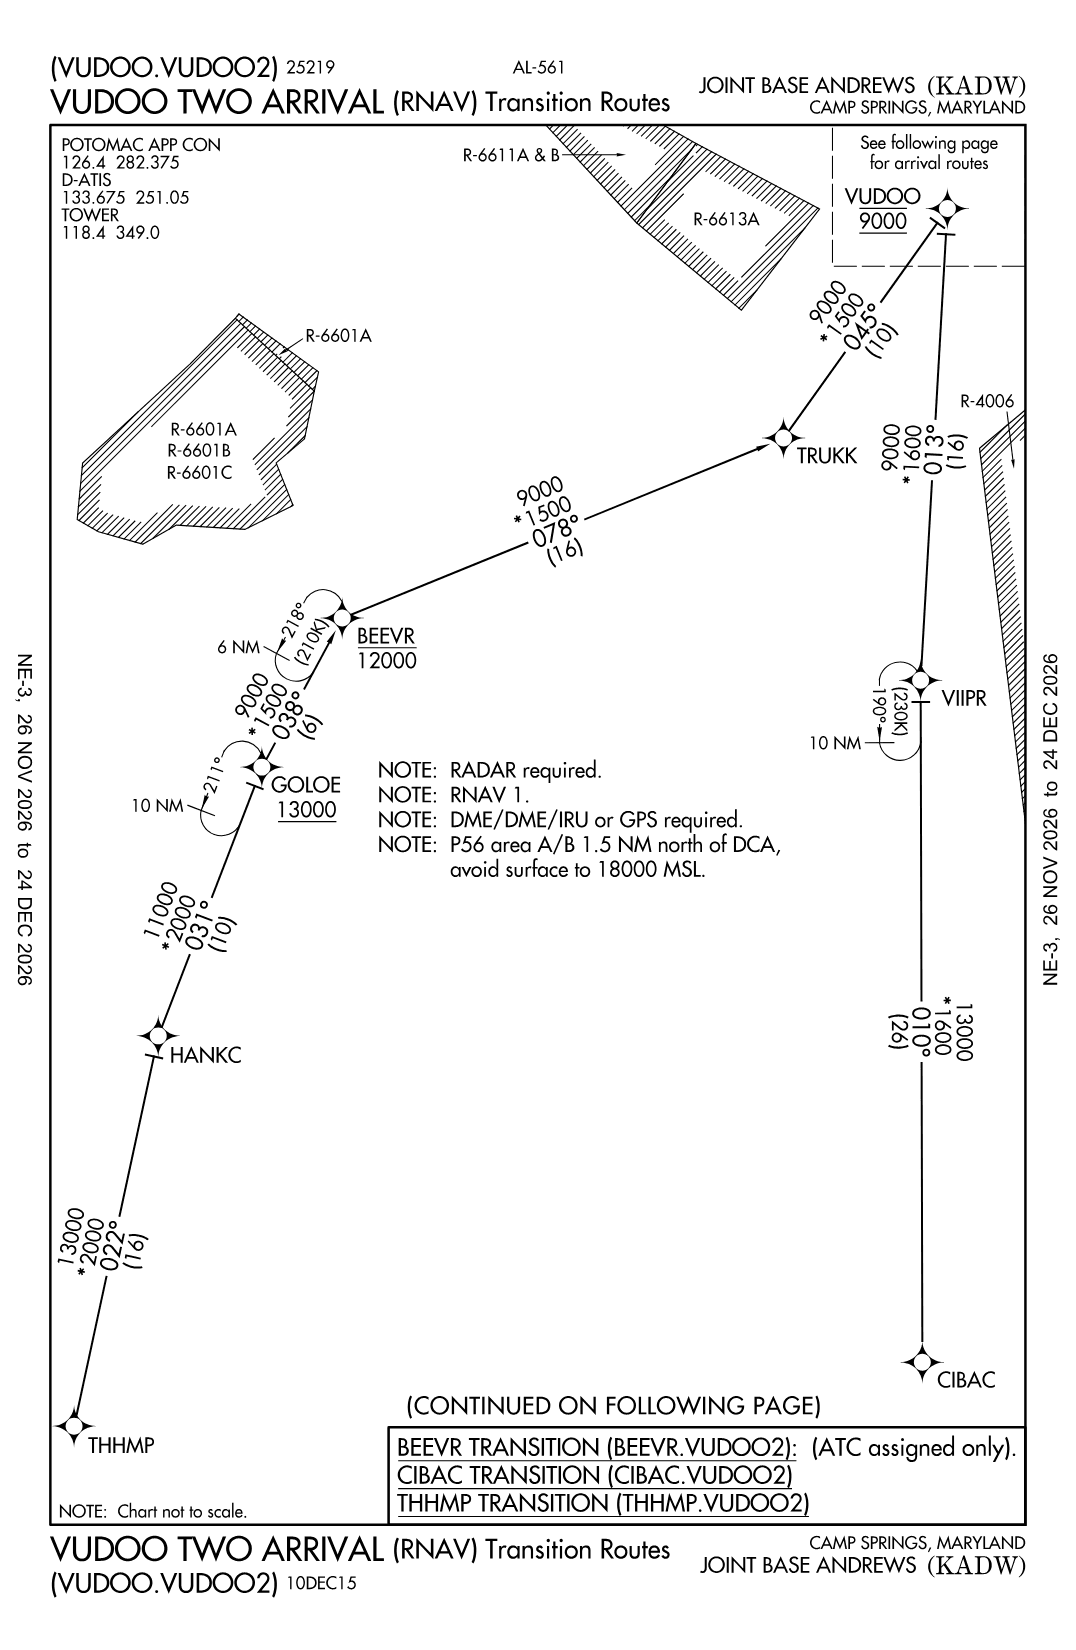 (VUDOO.VUDOO2) 25219
AL-561
VUDOO TWO ARRIVAL (RNAV) Transition Routes
JOINT BASE ANDREWS (KADW)
CAMP SPRINGS, MARYLAND
POTOMAC APP CON
126.4 282.375
D-ATIS
133.675 251.05
TOWER
118.4 349.0
R-6611A & B
R-6613A
See following page
for arrival routes
VUDOO
9000
9000
*1500
045°
(10)
R-6601A
R-6601A
R-6601B
R-6601C
R-4006
9000
*1600
013°
(16)
TRUKK
9000
*1500
078°
(16)
218°
(210K)
6 NM
BEEVR
12000
9000
*1500
038°
(6)
VIIPR
(230K)
190°
10 NM
211°
10 NM
GOLOE
13000
NOTE: RADAR required.
NOTE: RNAV 1.
NOTE: DME/DME/IRU or GPS required.
NOTE: P56 area A/B 1.5 NM north of DCA,
avoid surface to 18000 MSL.
11000
*2000
031°
(10)
HANKC
13000
*1600
010°
(26)
13000
*2000
022°
(16)
CIBAC
THHMP
(CONTINUED ON FOLLOWING PAGE)
BEEVR TRANSITION (BEEVR.VUDOO2): (ATC assigned only).
CIBAC TRANSITION (CIBAC.VUDOO2)
THHMP TRANSITION (THHMP.VUDOO2)
NOTE: Chart not to scale.
VUDOO TWO ARRIVAL (RNAV) Transition Routes
(VUDOO.VUDOO2) 10DEC15
CAMP SPRINGS, MARYLAND
JOINT BASE ANDREWS (KADW)
NE-3, 26 NOV 2026 to 24 DEC 2026
NE-3, 26 NOV 2026 to 24 DEC 2026